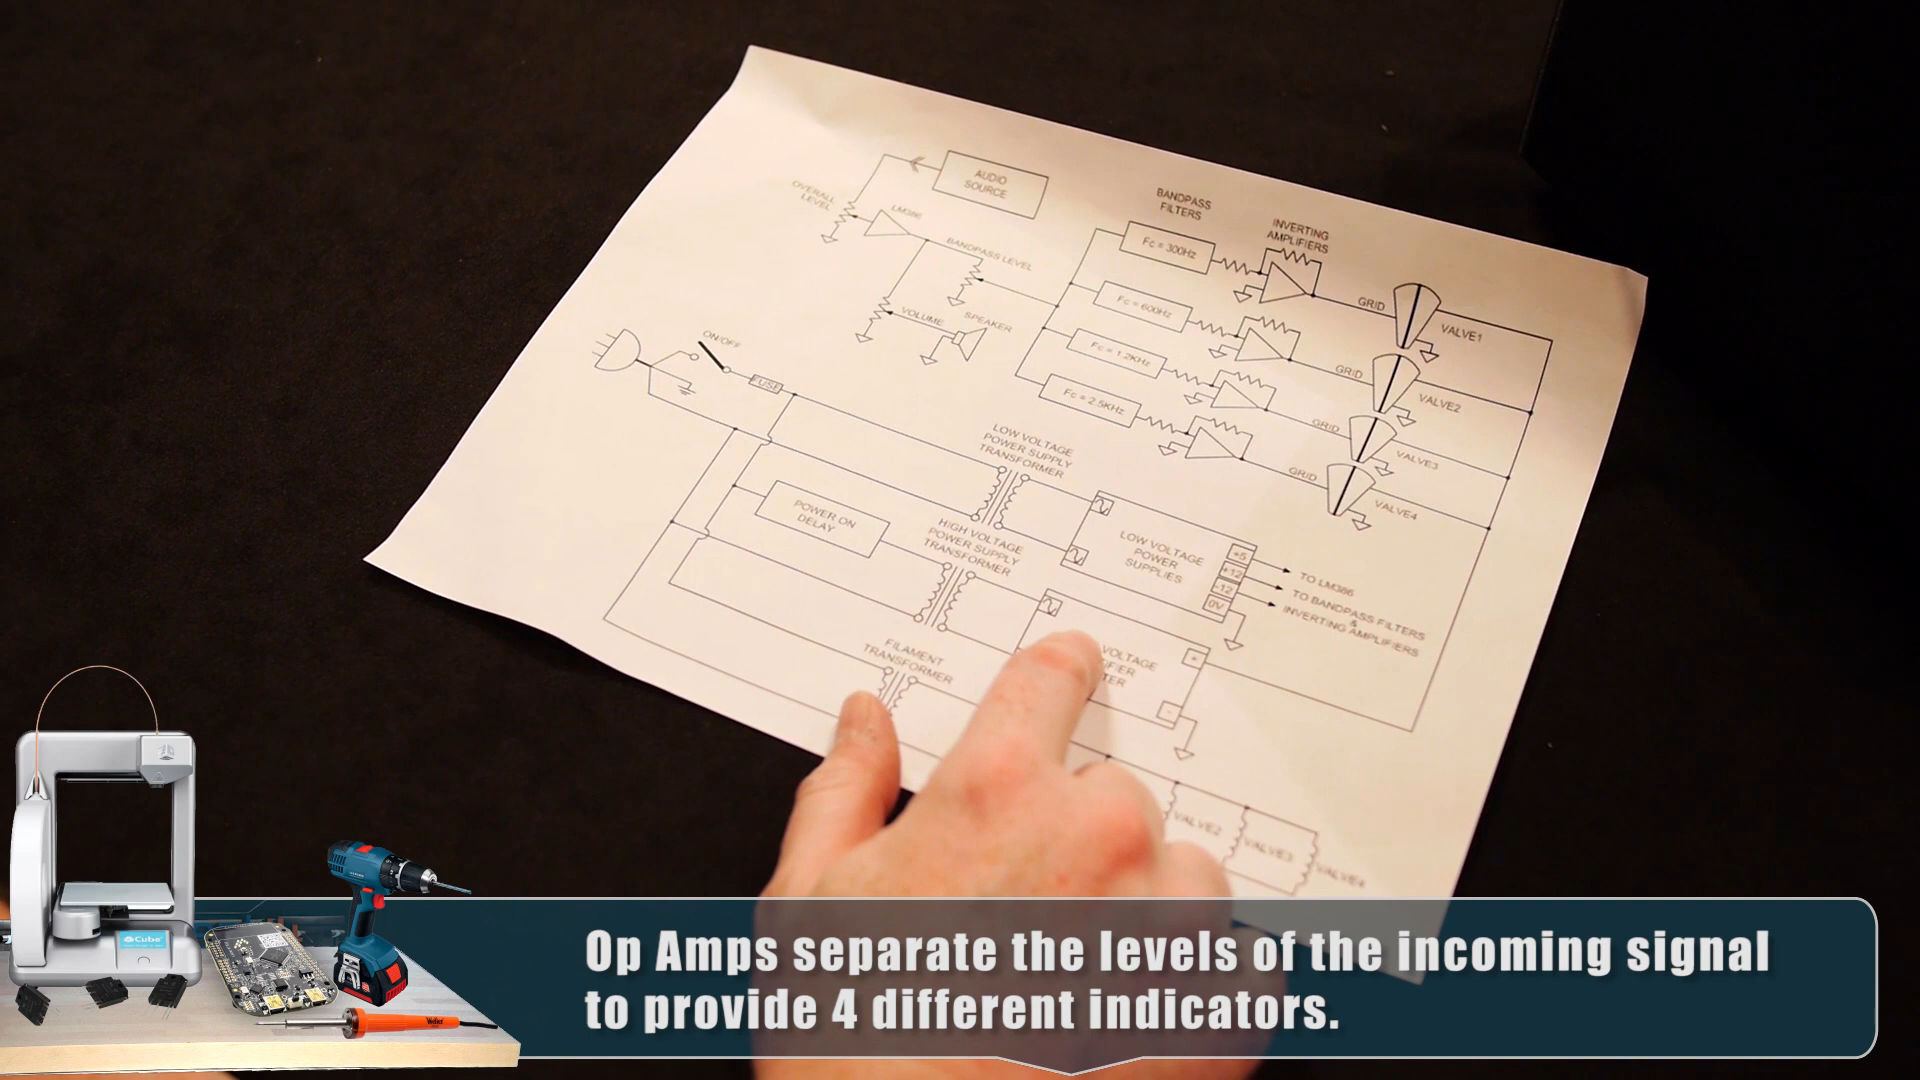 AUDIO
SOURCE
OVERALL
LEVEL
LM386
BANDPASS LEVEL
VOLUME
SPEAKER
BANDPASS
FILTERS
INVERTING
AMPLIFIERS
Fc = 300Hz
Fc = 600Hz
Fc = 1.2KHz
Fc = 2.5KHz
GRID
VALVE1
GRID
VALVE2
GRID
VALVE3
GRID
VALVE4
ON/OFF
FUSE
LOW VOLTAGE
POWER SUPPLY
TRANSFORMER
POWER ON
DELAY
HIGH VOLTAGE
POWER SUPPLY
TRANSFORMER
LOW VOLTAGE
POWER
SUPPLIES
+5
+12
-12
0V
TO LM386
TO BANDPASS FILTERS
&
INVERTING AMPLIFIERS
FILAMENT
TRANSFORMER
VOLTAGE
+
-
VALVE2
VALVE3
VALVE4
Cube
Weller
Op Amps separate the levels of the incoming signal
to provide 4 different indicators.